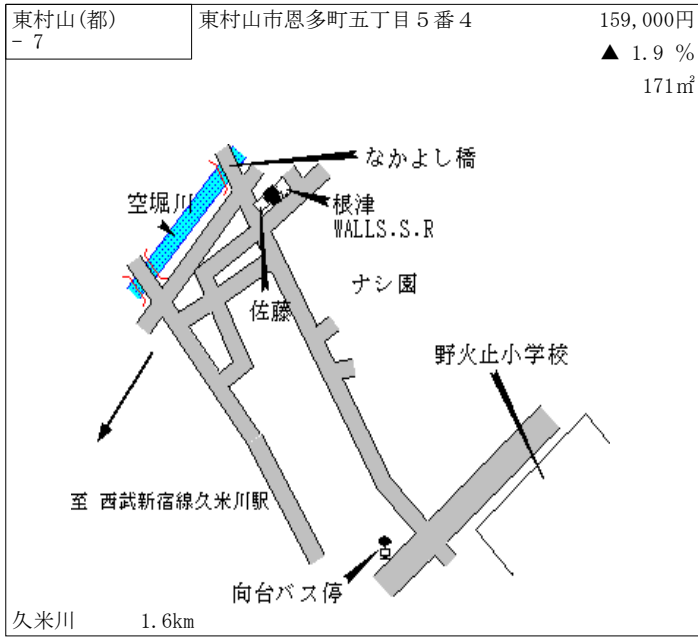 東村山(都)
- 7
東村山市恩多町五丁目5番4
159,000円
▲ 1.9 %
171㎡
なかよし橋
空堀川
根津
WALLS.S.R
ナシ園
佐藤
野火止小学校
至 西武新宿線久米川駅
向台バス停
久米川 1.6km